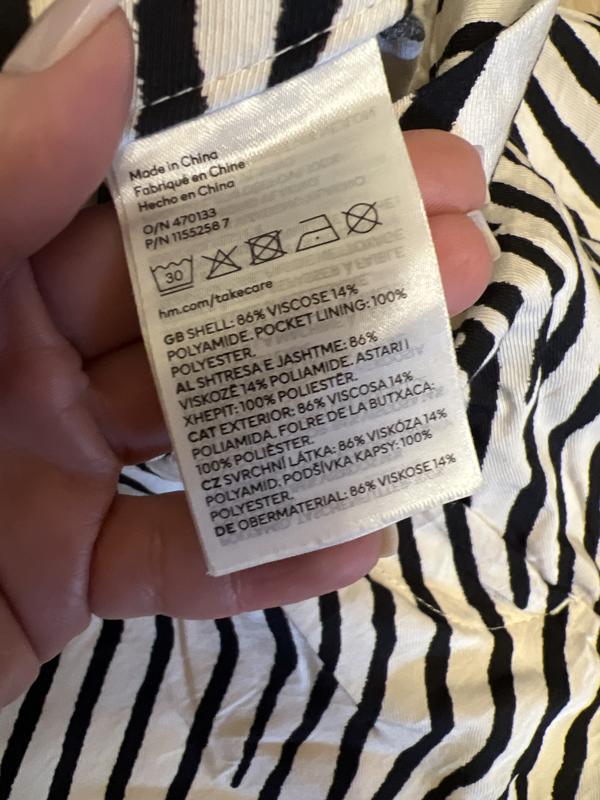 Made in China
Fabriqué en Chine
Hecho en China
O/N 470133
P/N 1155258 7
30
hm.com/takecare
GB SHELL: 86% VISCOSE 14%
POLYAMIDE. POCKET LINING: 100%
POLYESTER.
AL SHTRESA E JASHTME: 86%
VISKOZË 14% POLIAMIDE. ASTARI I
XHEPIT: 100% POLIESTËR.
CAT EXTERIOR: 86% VISCOSA 14%
POLIAMIDA. FOLRE DE LA BUTXACA:
100% POLIÈSTER.
CZ SVRCHNÍ LÁTKA: 86% VISKÓZA 14%
POLYAMID. PODŠÍVKA KAPSY: 100%
POLYESTER.
DE OBERMATERIAL: 86% VISKOSE 14%